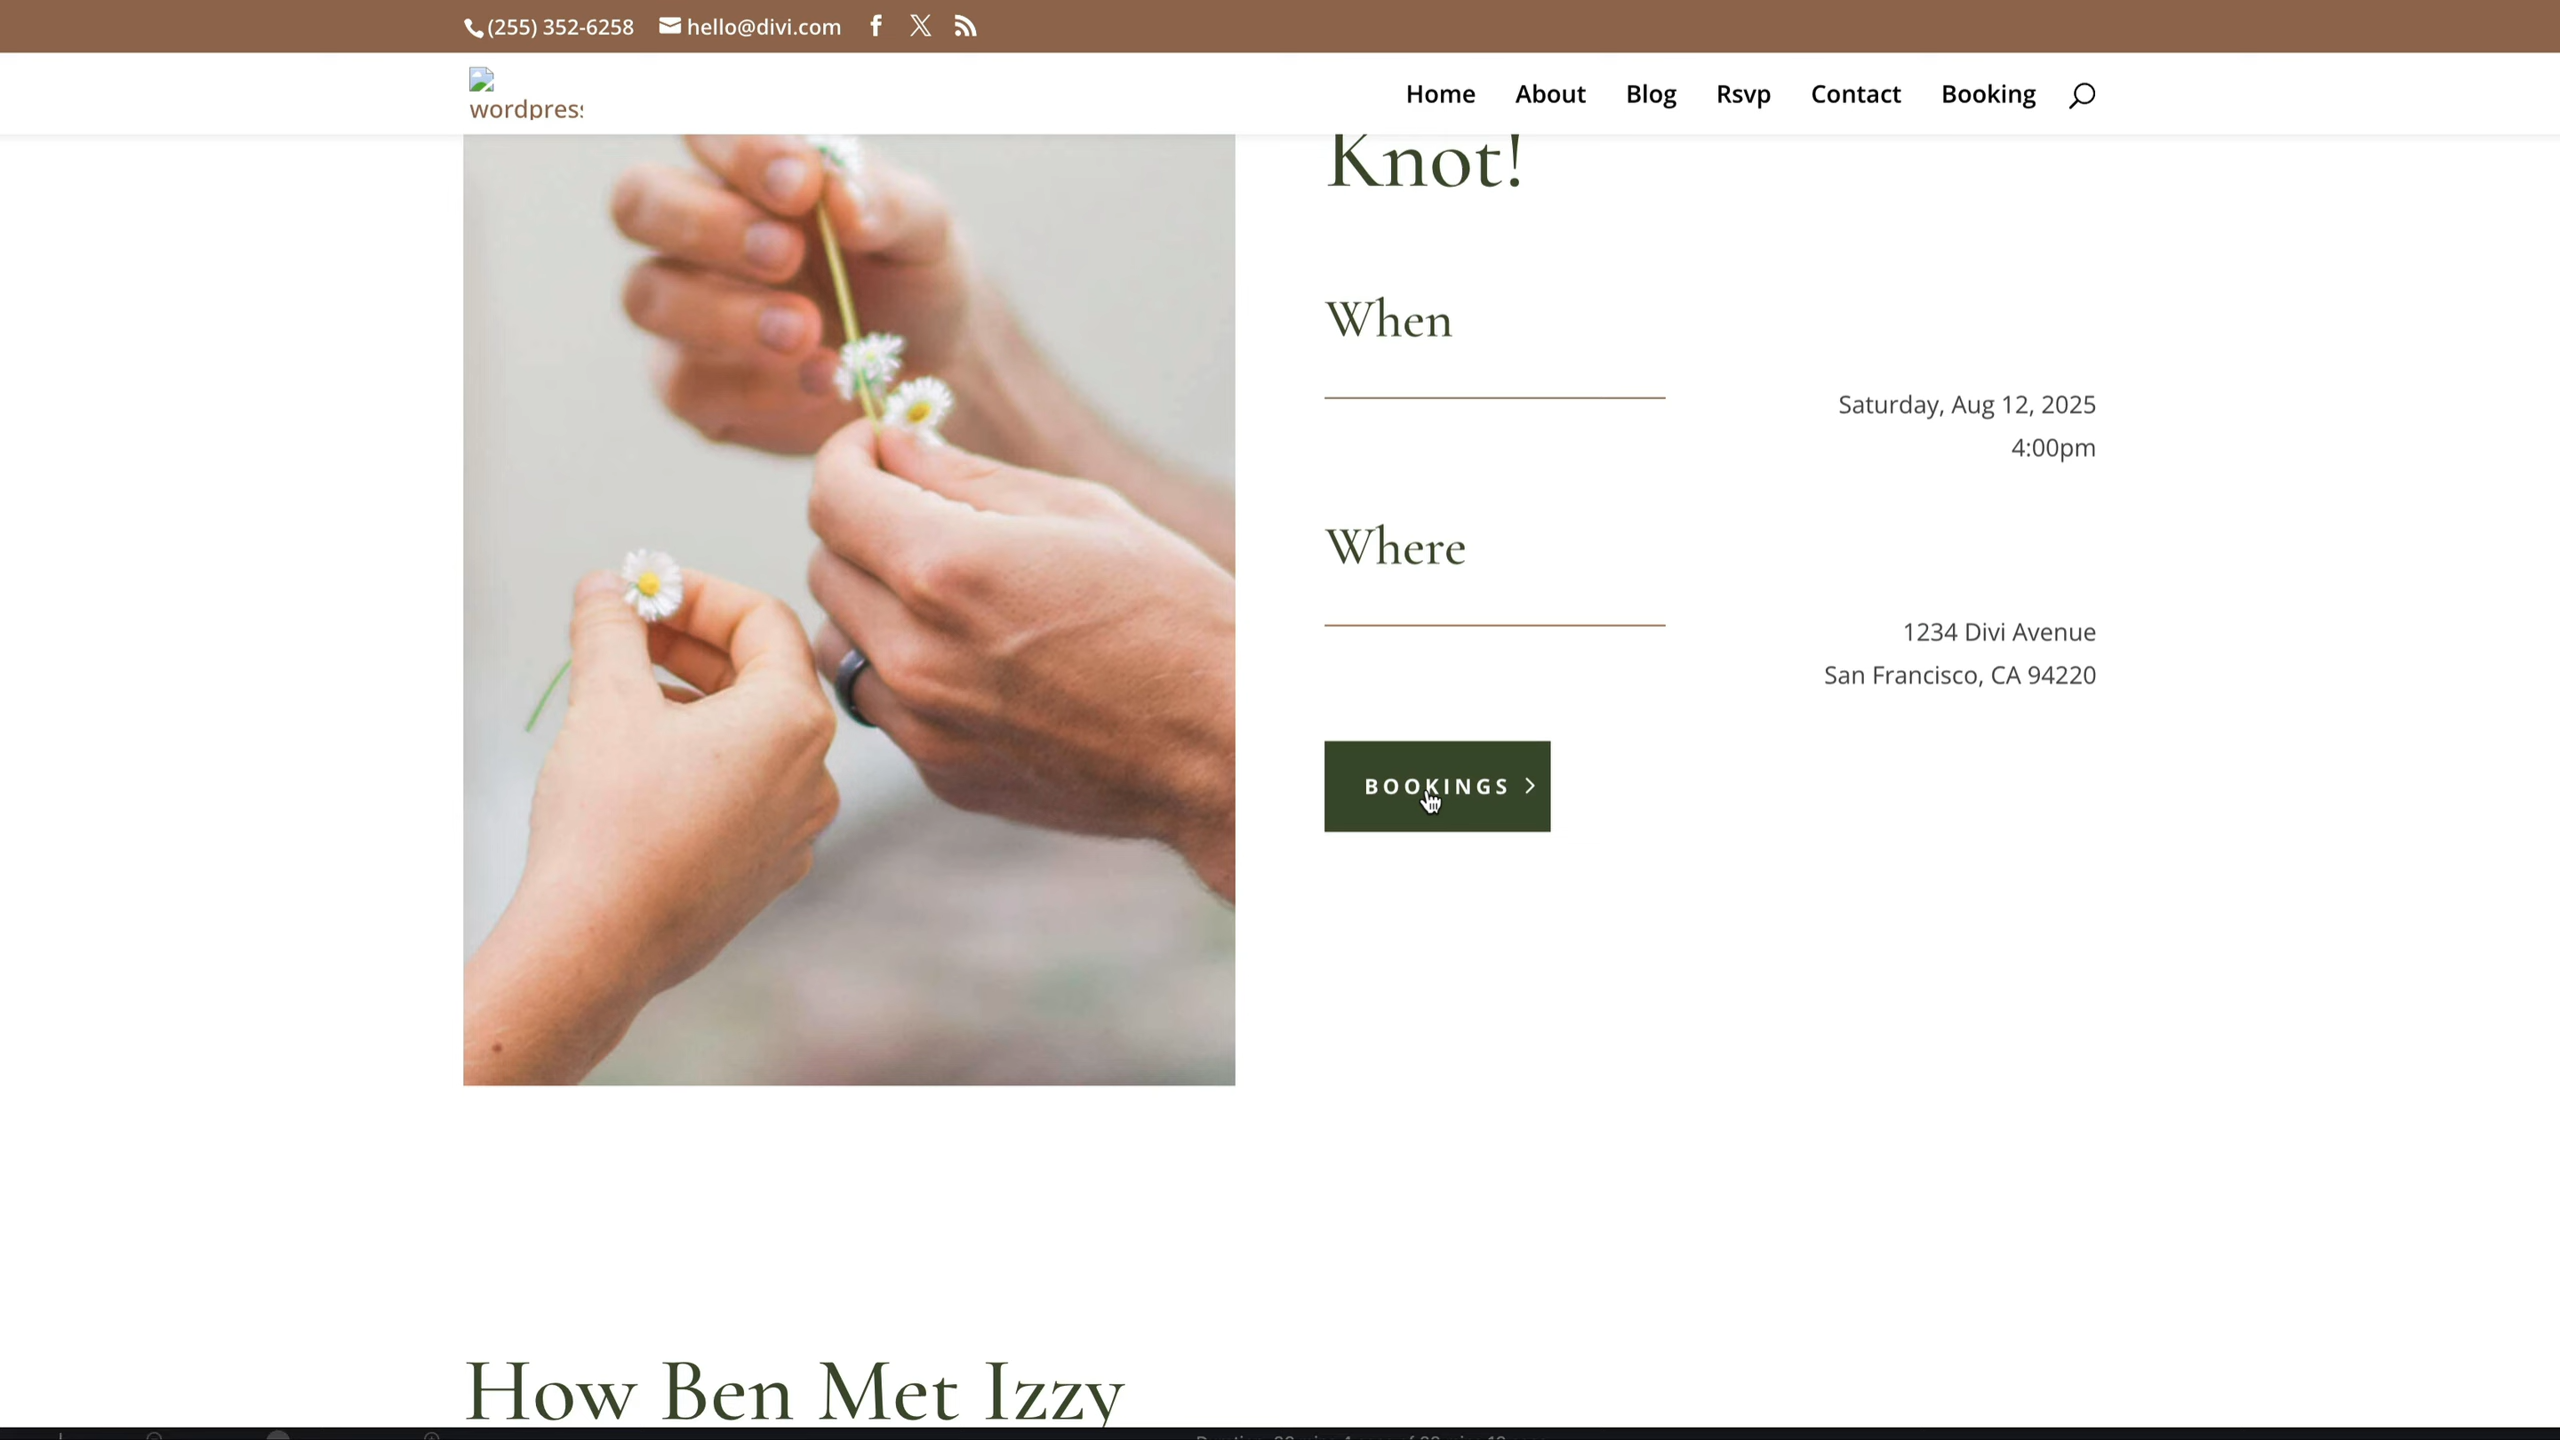 (255) 352-6258 hello@divi.com
wordpress
Home About Blog Rsvp Contact Booking
Knot!
When
Saturday, Aug 12, 2025
4:00pm
Where
1234 Divi Avenue
San Francisco, CA 94220
BOOKINGS
How Ben Met Izzy